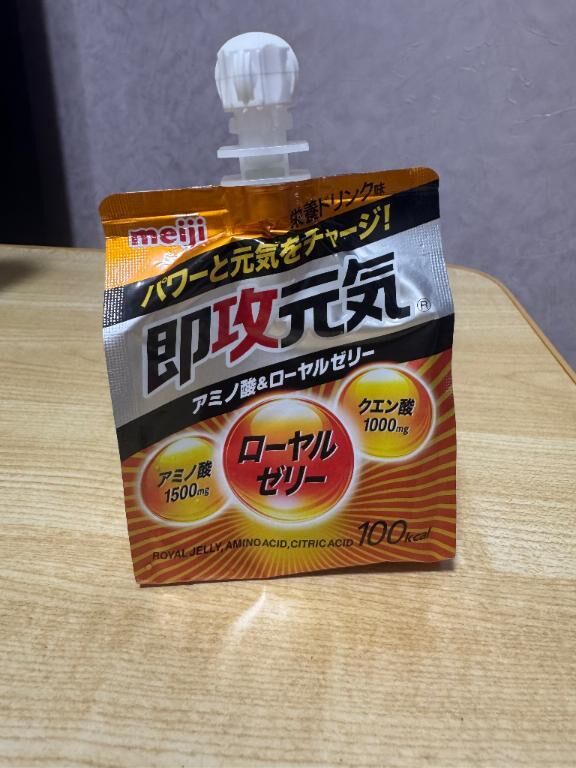 meiji
栄養ドリンク味
パワーと元気をチャージ!
即攻元気®
アミノ酸&ローヤルゼリー
クエン酸
1000mg
ローヤル
ゼリー
アミノ酸
1500mg
ROYAL JELLY, AMINO ACID, CITRIC ACID 100kcal